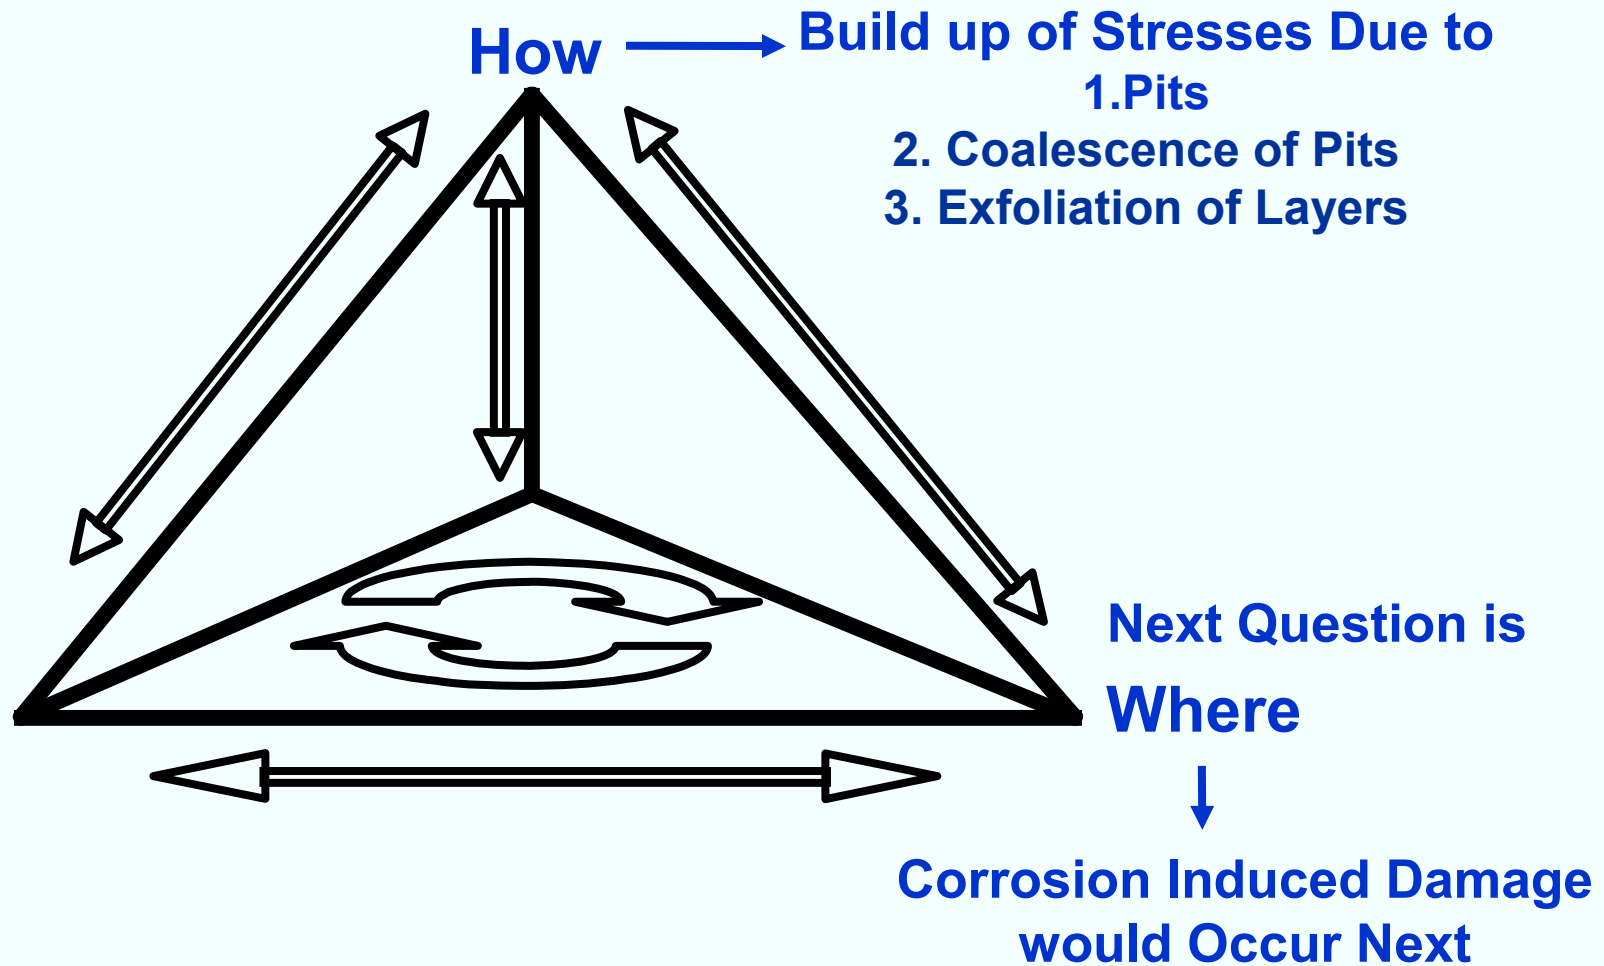 How
Build up of Stresses Due to
1.Pits
2. Coalescence of Pits
3. Exfoliation of Layers
Next Question is
Where
Corrosion Induced Damage
would Occur Next